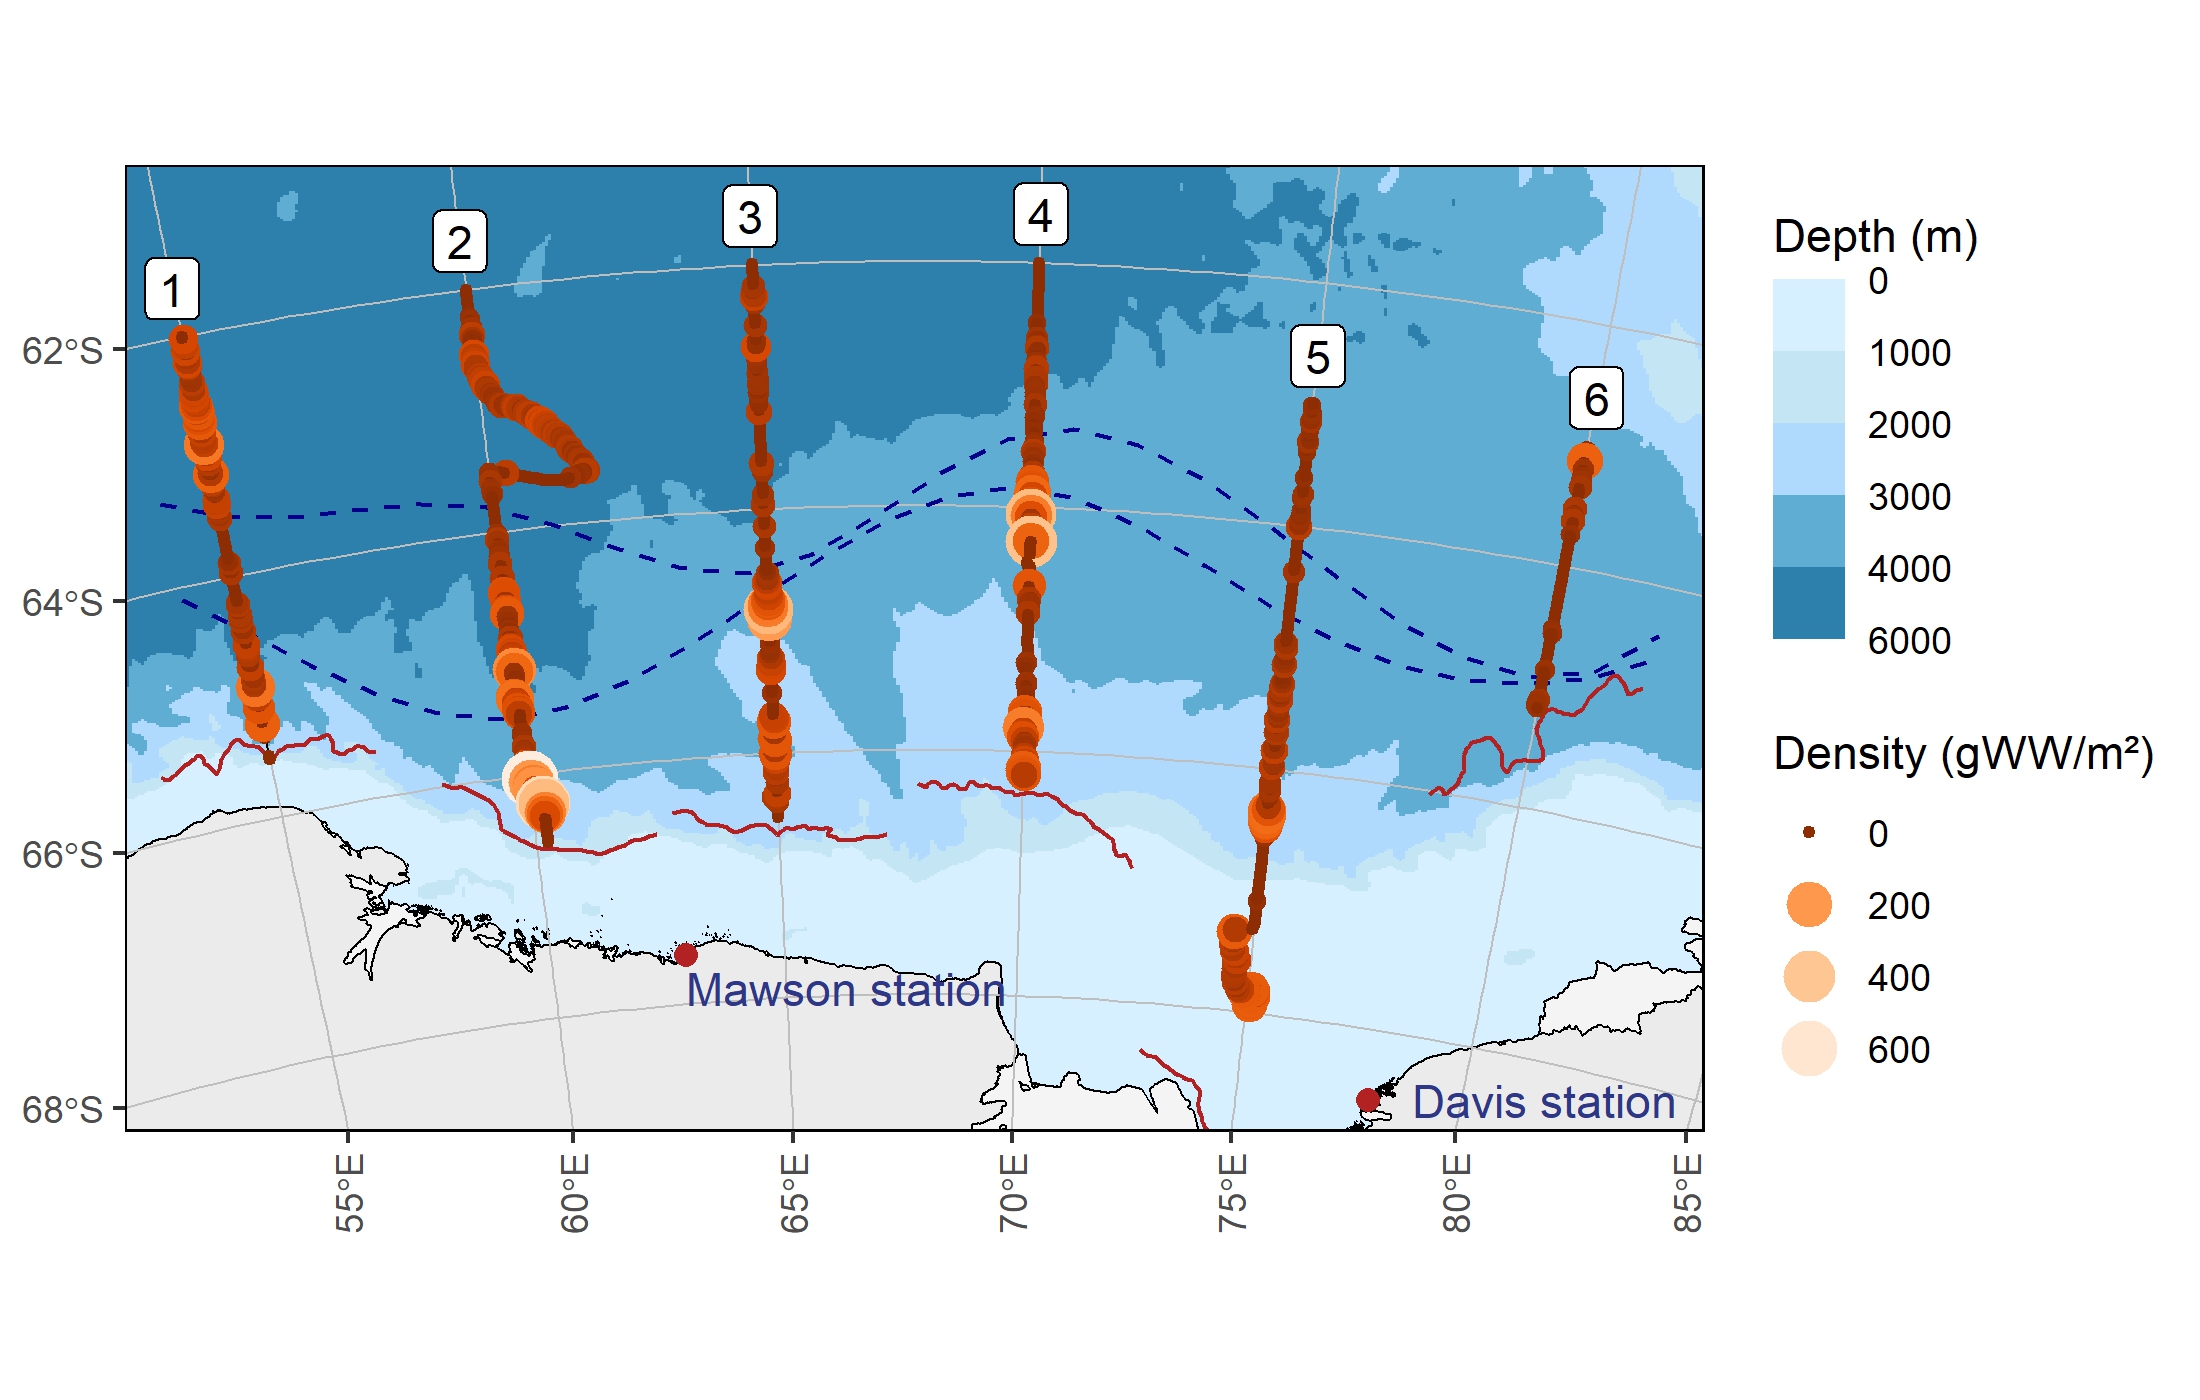 1
2
3
4
5
6
62°S
64°S
66°S
68°S
Mawson station
Davis station
55°E
60°E
65°E
70°E
75°E
80°E
85°E
Depth (m)
0
1000
2000
3000
4000
6000
Density (gWW/m²)
0
200
400
600